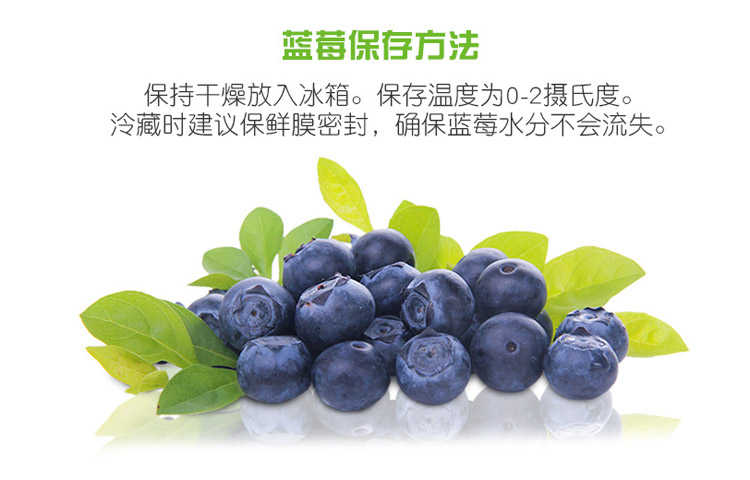 蓝莓保存方法
保持干燥放入冰箱。保存温度为0-2摄氏度。
冷藏时建议保鲜膜密封，确保蓝莓水分不会流失。